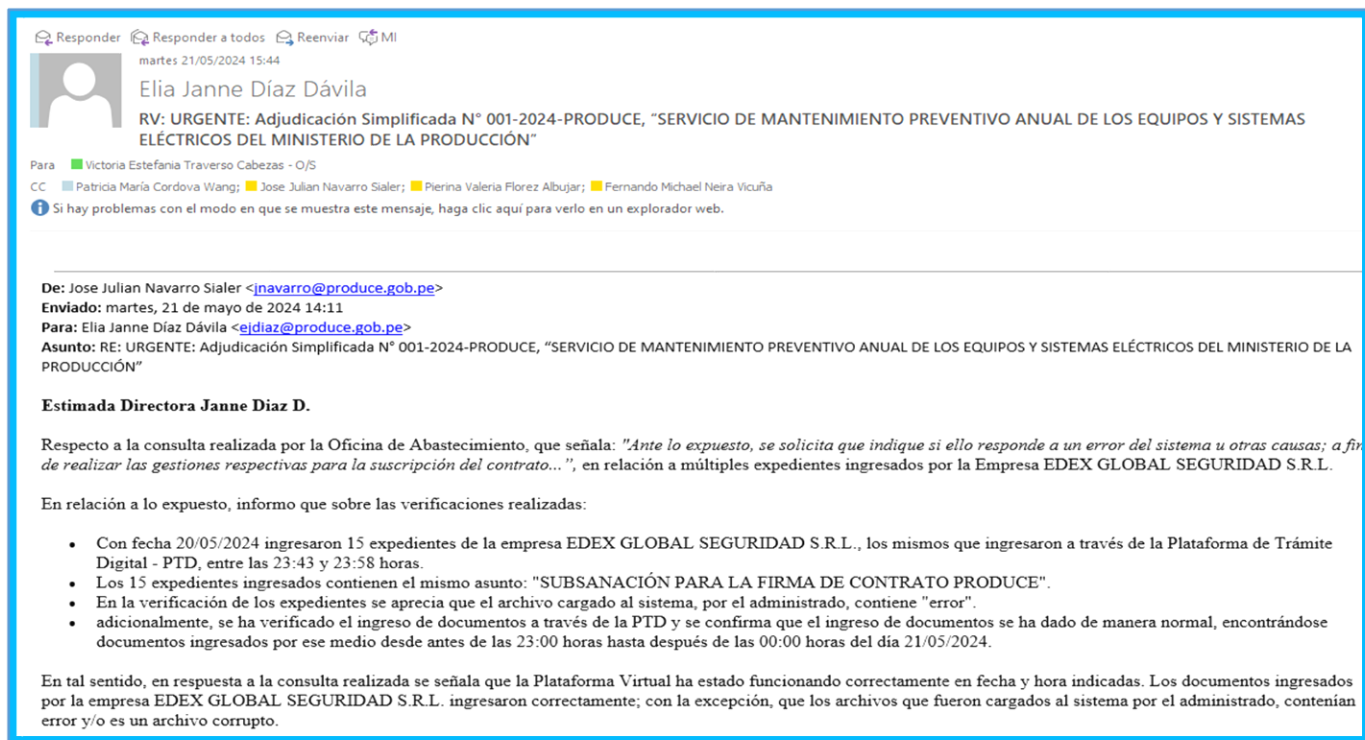 Responder Responder a todos Reenviar MI
martes 21/05/2024 15:44
Elia Janne Díaz Dávila
RV: URGENTE: Adjudicación Simplificada N° 001-2024-PRODUCE, "SERVICIO DE MANTENIMIENTO PREVENTIVO ANUAL DE LOS EQUIPOS Y SISTEMAS
ELÉCTRICOS DEL MINISTERIO DE LA PRODUCCIÓN"
Para Victoria Estefania Traverso Cabezas - O/S
CC Patricia María Cordova Wang; Jose Julian Navarro Sialer; Pierina Valeria Florez Albujar; Fernando Michael Neira Vicuña
Si hay problemas con el modo en que se muestra este mensaje, haga clic aquí para verlo en un explorador web.
De: Jose Julian Navarro Sialer <jnavarro@produce.gob.pe>
Enviado: martes, 21 de mayo de 2024 14:11
Para: Elia Janne Díaz Dávila <ejdiaz@produce.gob.pe>
Asunto: RE: URGENTE: Adjudicación Simplificada N° 001-2024-PRODUCE, "SERVICIO DE MANTENIMIENTO PREVENTIVO ANUAL DE LOS EQUIPOS Y SISTEMAS ELÉCTRICOS DEL MINISTERIO DE LA
PRODUCCIÓN"
Estimada Directora Janne Diaz D.
Respecto a la consulta realizada por la Oficina de Abastecimiento, que señala: "Ante lo expuesto, se solicita que indique si ello responde a un error del sistema u otras causas; a fin
de realizar las gestiones respectivas para la suscripción del contrato...", en relación a múltiples expedientes ingresados por la Empresa EDEX GLOBAL SEGURIDAD S.R.L.
En relación a lo expuesto, informo que sobre las verificaciones realizadas:
• Con fecha 20/05/2024 ingresaron 15 expedientes de la empresa EDEX GLOBAL SEGURIDAD S.R.L., los mismos que ingresaron a través de la Plataforma de Trámite
Digital - PTD, entre las 23:43 y 23:58 horas.
• Los 15 expedientes ingresados contienen el mismo asunto: "SUBSANACIÓN PARA LA FIRMA DE CONTRATO PRODUCE".
• En la verificación de los expedientes se aprecia que el archivo cargado al sistema, por el administrado, contiene "error".
• adicionalmente, se ha verificado el ingreso de documentos a través de la PTD y se confirma que el ingreso de documentos se ha dado de manera normal, encontrándose
documentos ingresados por ese medio desde antes de las 23:00 horas hasta después de las 00:00 horas del día 21/05/2024.
En tal sentido, en respuesta a la consulta realizada se señala que la Plataforma Virtual ha estado funcionando correctamente en fecha y hora indicadas. Los documentos ingresados
por la empresa EDEX GLOBAL SEGURIDAD S.R.L. ingresaron correctamente; con la excepción, que los archivos que fueron cargados al sistema por el administrado, contenían
error y/o es un archivo corrupto.